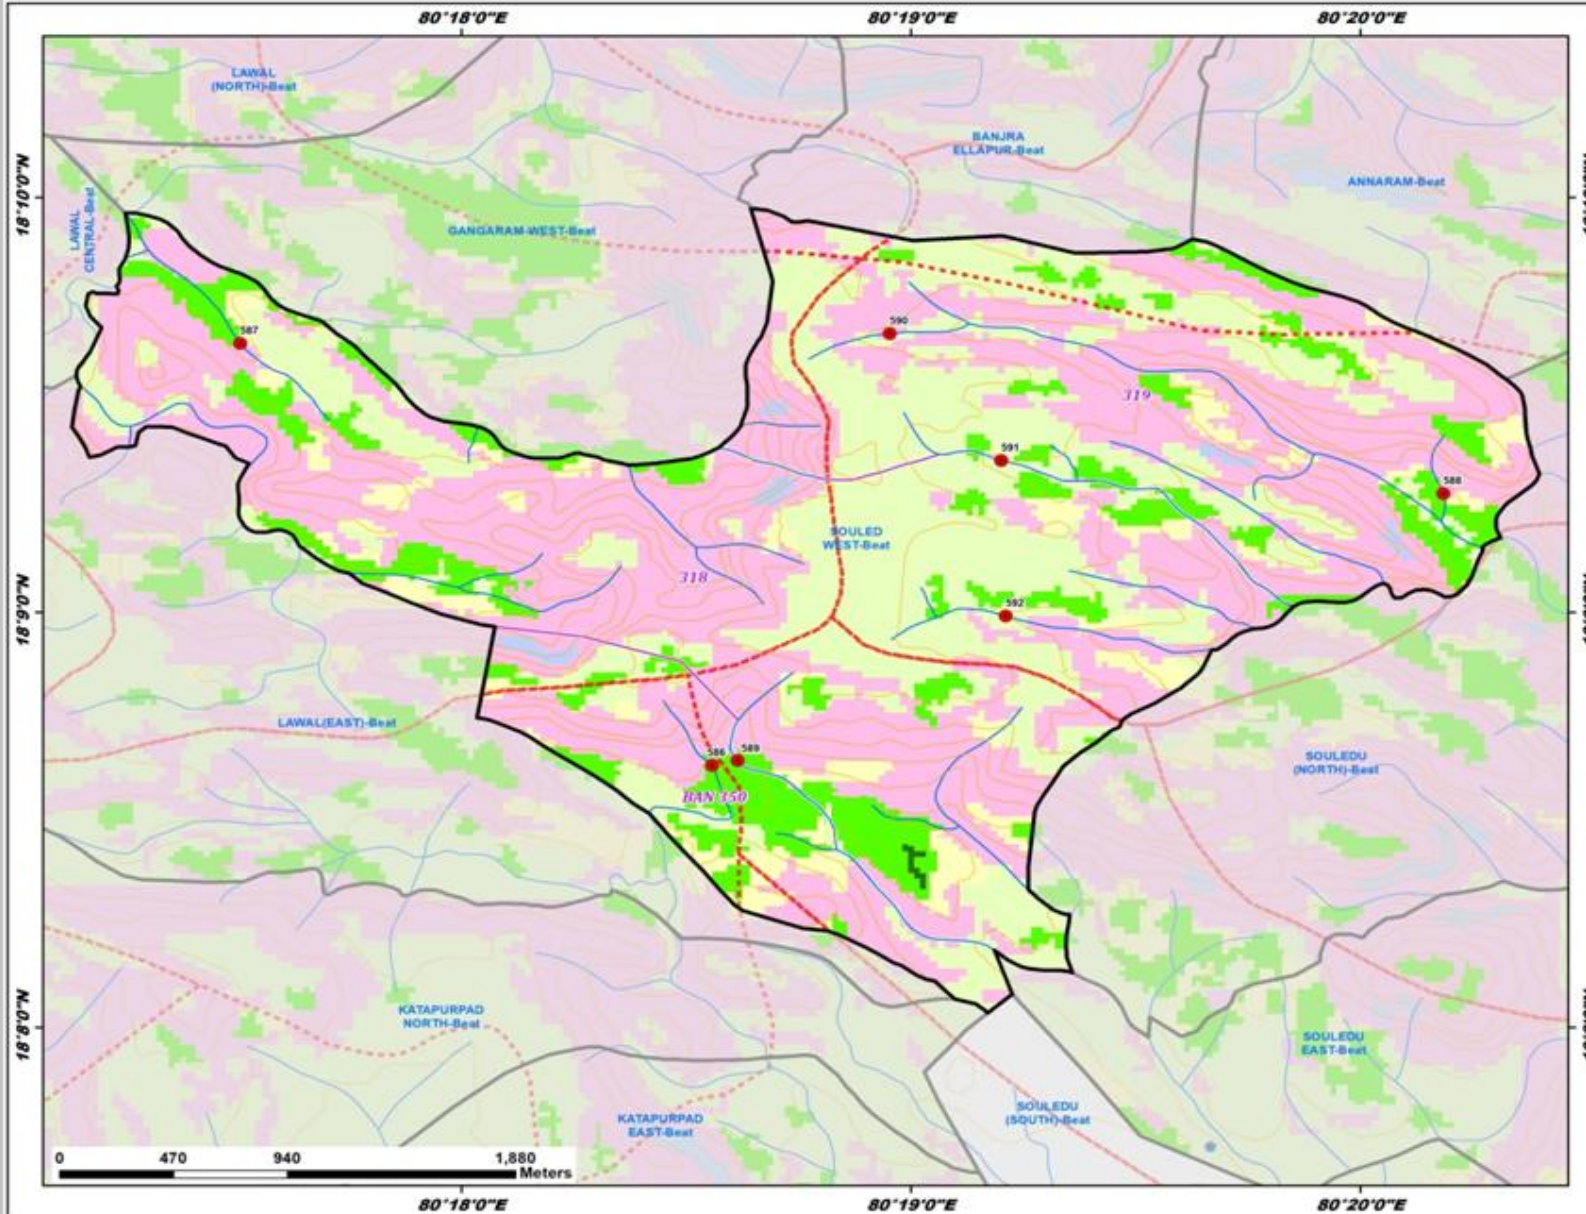 80°18'0"E
80°19'0"E
80°20'0"E
LAWAL
(NORTH)-Beat
BANJRA
ELLAPUR-Beat
ANNARAM-Beat
18°10'0"N
LAWAL
CENTRAL-Beat
GANGARAM-WEST-Beat
587
590
319
591
588
SOULED
WEST-Beat
318
592
18°9'0"N
LAWAL(EAST)-Beat
586
589
SOULEDU
(NORTH)-Beat
BAN 350
KATAPURPAD
NORTH-Beat
18°8'0"N
SOULEDU
EAST-Beat
KATAPURPAD
EAST-Beat
SOULEDU
(SOUTH)-Beat
0
470
940
1,880
Meters
80°18'0"E
80°19'0"E
80°20'0"E